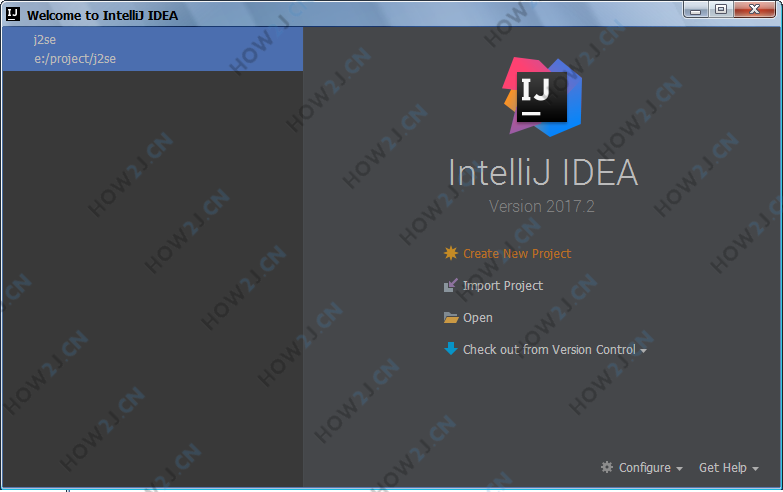 IJ Welcome to IntelliJ IDEA
j2se
e:/project/j2se
IJ
IntelliJ IDEA
Version 2017.2
Create New Project
Import Project
Open
Check out from Version Control
Configure Get Help
HOW2J.CN